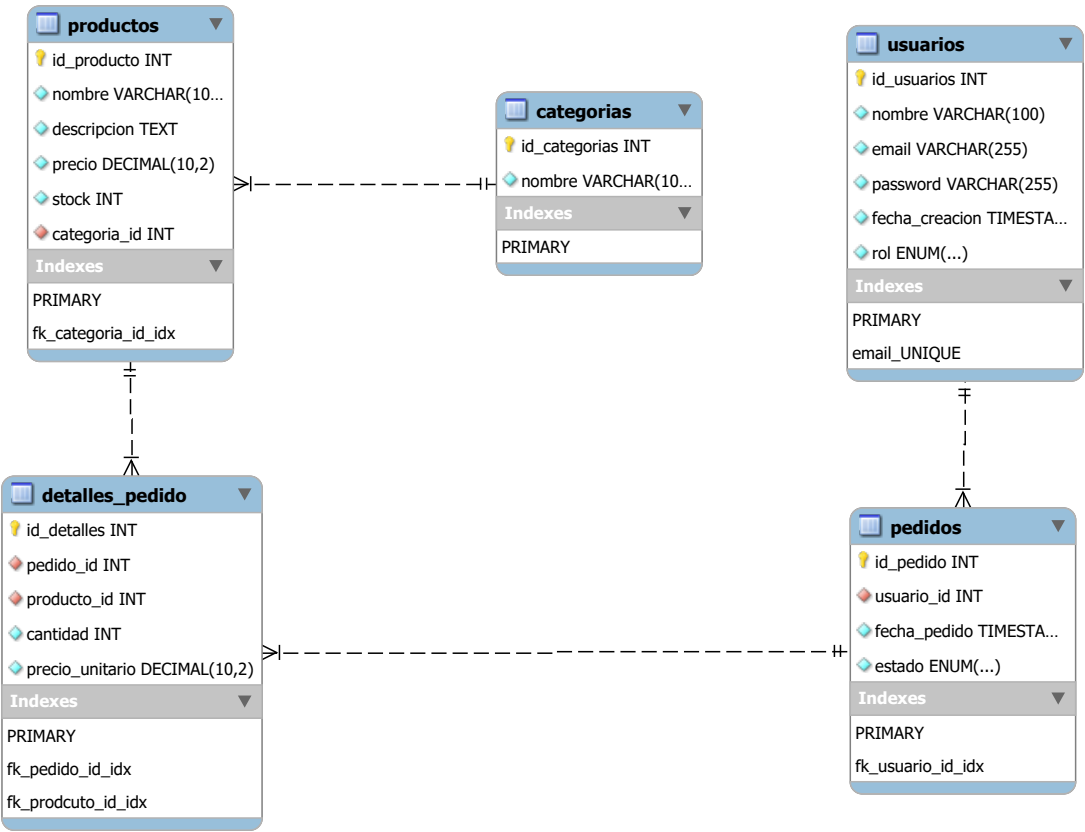 productos
id_producto INT
nombre VARCHAR(10...
descripcion TEXT
precio DECIMAL(10,2)
stock INT
categoria_id INT
Indexes
PRIMARY
fk_categoria_id_idx
categorias
id_categorias INT
nombre VARCHAR(10...
Indexes
PRIMARY
usuarios
id_usuarios INT
nombre VARCHAR(100)
email VARCHAR(255)
password VARCHAR(255)
fecha_creacion TIMESTA...
rol ENUM(...)
Indexes
PRIMARY
email_UNIQUE
detalles_pedido
id_detalles INT
pedido_id INT
producto_id INT
cantidad INT
precio_unitario DECIMAL(10,2)
Indexes
PRIMARY
fk_pedido_id_idx
fk_prodcuto_id_idx
pedidos
id_pedido INT
usuario_id INT
fecha_pedido TIMESTA...
estado ENUM(...)
Indexes
PRIMARY
fk_usuario_id_idx